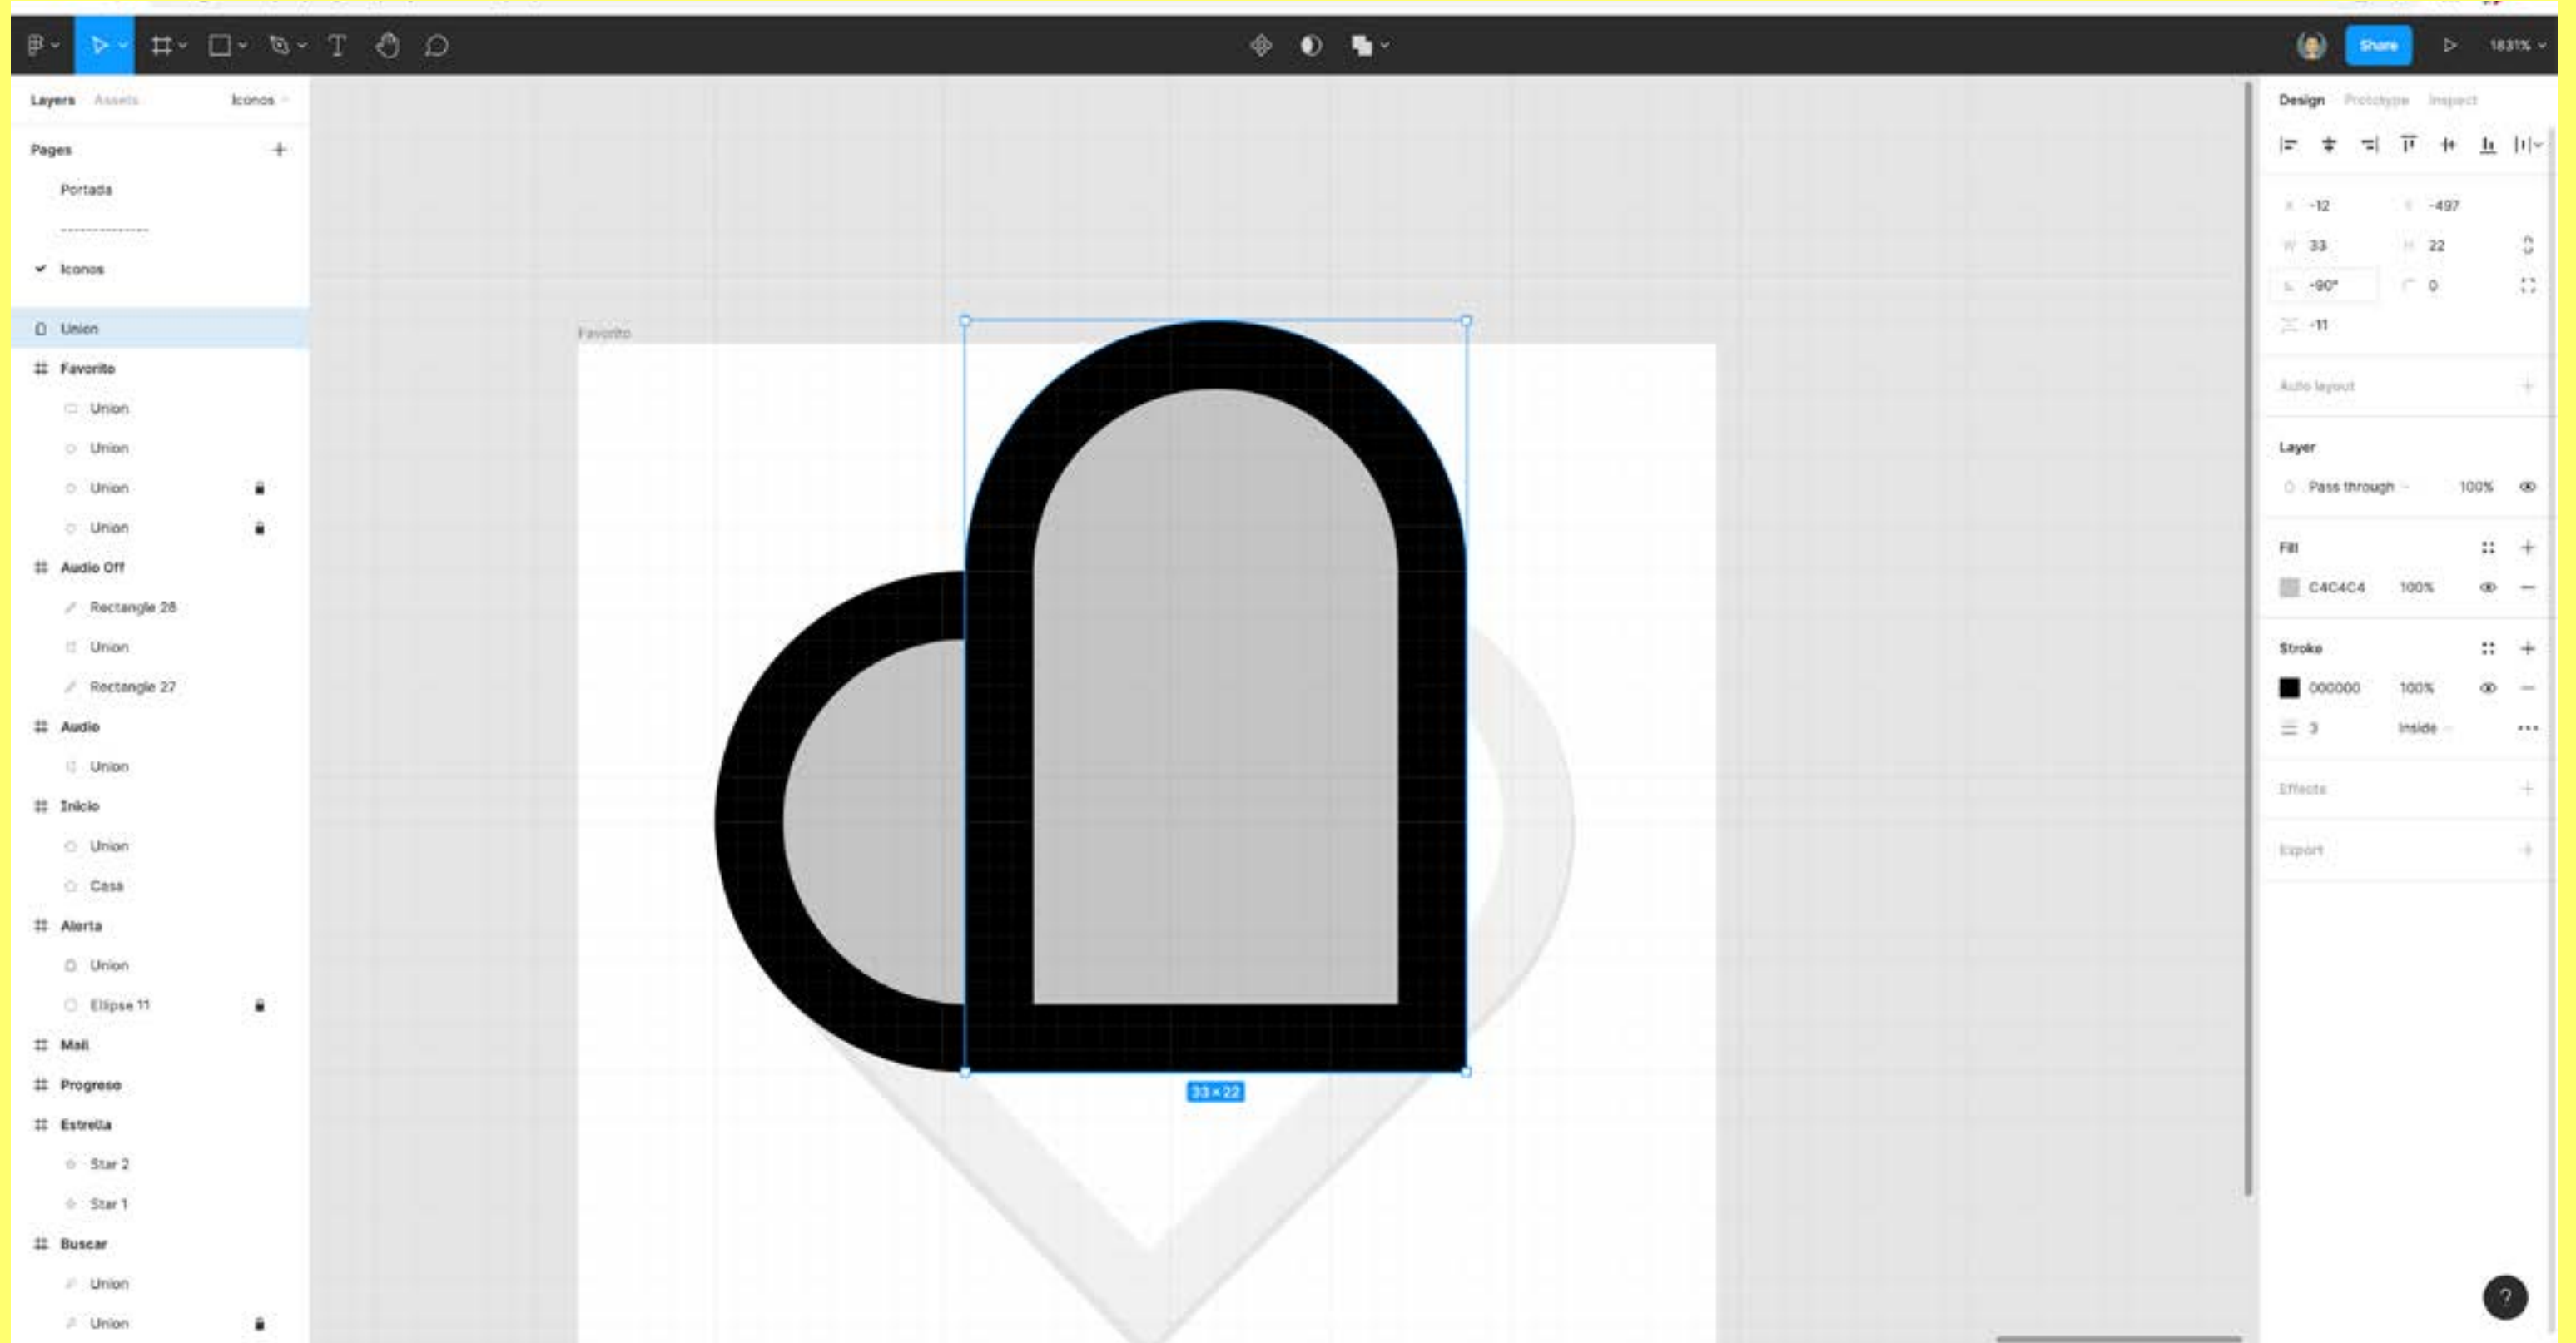 Share
1831%
Layers
Assets
Iconos
Pages
Portada
---------------
Iconos
Union
Favorito
Union
Union
Union
Union
Audio Off
Rectangle 28
Union
Rectangle 27
Audio
Union
Inicio
Union
Casa
Alerta
Union
Ellipse 11
Mail
Progreso
Estrella
Star 2
Star 1
Buscar
Union
Union
Favorito
33 × 22
Design Prototype Inspect
X -12 Y -497
W 33 H 22
-90° 0
-11
Auto layout
Layer
Pass through 100%
Fill
C4C4C4 100%
Stroke
000000 100%
3 Inside
Effects
Export
?